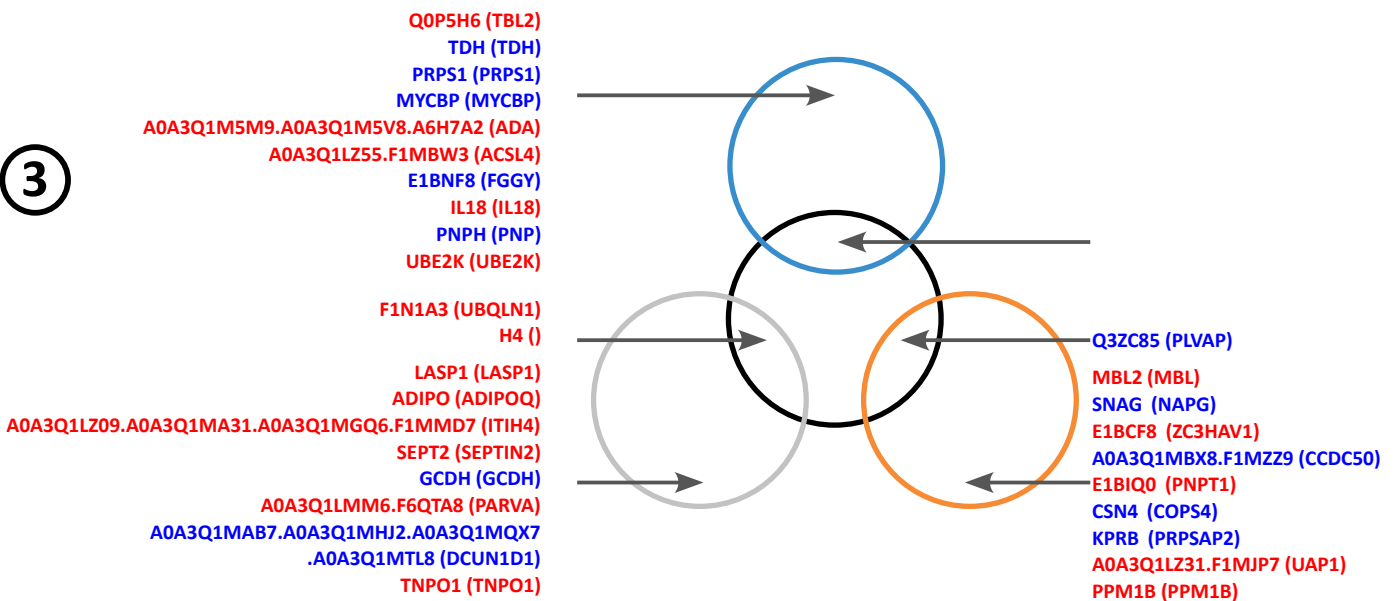 3
Q0P5H6 (TBL2)
TDH (TDH)
PRPS1 (PRPS1)
MYCBP (MYCBP)
A0A3Q1M5M9.A0A3Q1M5V8.A6H7A2 (ADA)
A0A3Q1LZ55.F1MBW3 (ACSL4)
E1BNF8 (FGGY)
IL18 (IL18)
PNPH (PNP)
UBE2K (UBE2K)
F1N1A3 (UBQLN1)
H4 ()
LASP1 (LASP1)
ADIPO (ADIPOQ)
A0A3Q1LZ09.A0A3Q1MA31.A0A3Q1MGQ6.F1MMD7 (ITIH4)
SEPT2 (SEPTIN2)
GCDH (GCDH)
A0A3Q1LMM6.F6QTA8 (PARVA)
A0A3Q1MAB7.A0A3Q1MHJ2.A0A3Q1MQX7
.A0A3Q1MTL8 (DCUN1D1)
TNPO1 (TNPO1)
Q3ZC85 (PLVAP)
MBL2 (MBL)
SNAG (NAPG)
E1BCF8 (ZC3HAV1)
A0A3Q1MBX8.F1MZZ9 (CCDC50)
E1BIQ0 (PNPT1)
CSN4 (COPS4)
KPRB (PRPSAP2)
A0A3Q1LZ31.F1MJP7 (UAP1)
PPM1B (PPM1B)